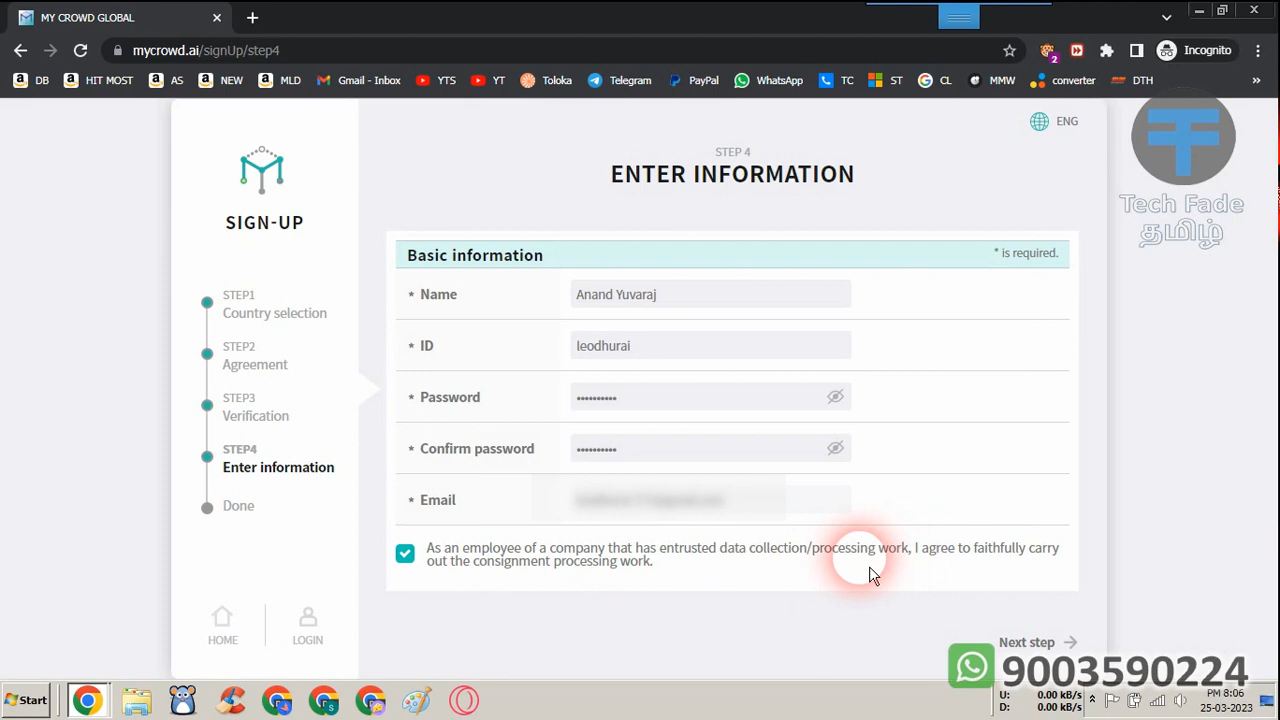 MY CROWD GLOBAL
mycrowd.ai/signUp/step4
2
Incognito
DB
HIT MOST
AS
NEW
MLD
Gmail - Inbox
YTS
YT
Toloka
Telegram
PayPal
WhatsApp
TC
ST
CL
MMW
converter
DTH
ENG
Tech Fade
தமிழ்
SIGN-UP
STEP1
Country selection
STEP2
Agreement
STEP3
Verification
STEP4
Enter information
Done
HOME
LOGIN
STEP 4
ENTER INFORMATION
Basic information
* is required.
* Name
Anand Yuvaraj
* ID
leodhurai
* Password
••••••••••
* Confirm password
••••••••••
* Email
As an employee of a company that has entrusted data collection/processing work, I agree to faithfully carry
out the consignment processing work.
Next step
9003590224
Start
U: 0.00 kB/s
D: 0.00 kB/s
PM 8:06
25-03-2023